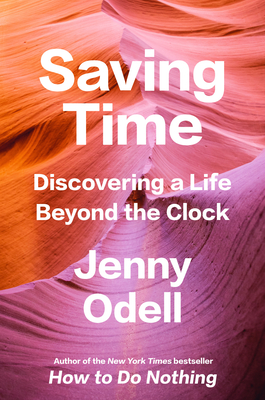 Saving
Time
Discovering a Life
Beyond the Clock
Jenny
Odell
Author of the New York Times bestseller
How to Do Nothing